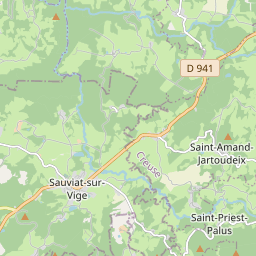 D 941
Saint-Amand-
Jartoudeix
Creuse
Sauviat-sur-
Vige
Saint-Priest-
Palus